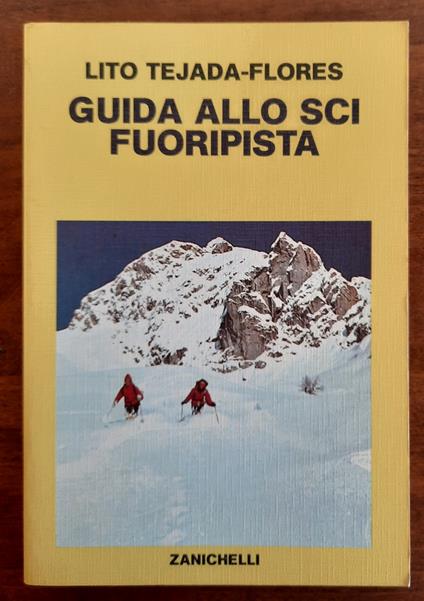 LITO TEJADA-FLORES
GUIDA ALLO SCI
FUORIPISTA
ZANICHELLI